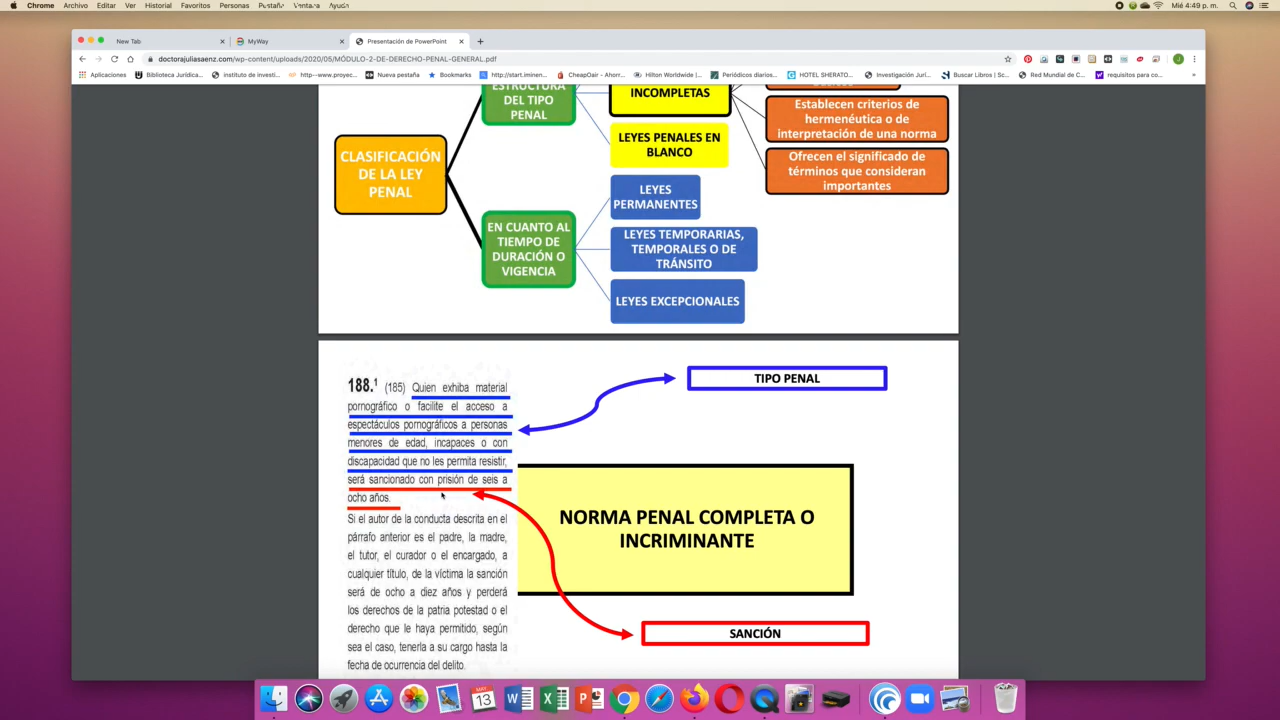 Chrome Archivo Editar Ver Historial Favoritos Personas Pestaña Ventana Ayuda
Mié 4:49 p. m.
New Tab
MyWay
Presentación de PowerPoint
doctorajuliasaenz.com/wp-content/uploads/2020/05/MÓDULO-2-DE-DERECHO-PENAL-GENERAL.pdf
Aplicaciones
Biblioteca Jurídica...
instituto de investi...
http--www.proyec...
Nueva pestaña
Bookmarks
http://start.iminen...
CheapOair - Ahorr...
Hilton Worldwide |...
Periódicos diarios...
HOTEL SHERATO...
Investigación Jurí...
Buscar Libros | Sc...
Red Mundial de C...
requisitos para co...
ESTRUCTURA
DEL TIPO
PENAL
INCOMPLETAS
Establecen criterios de
hermenéutica o de
interpretación de una norma
LEYES PENALES EN
BLANCO
Ofrecen el significado de
términos que consideran
importantes
CLASIFICACIÓN
DE LA LEY
PENAL
LEYES
PERMANENTES
EN CUANTO AL
TIEMPO DE
DURACIÓN O
VIGENCIA
LEYES TEMPORARIAS,
TEMPORALES O DE
TRÁNSITO
LEYES EXCEPCIONALES
188.¹ (185) Quien exhiba material
pornográfico o facilite el acceso a
espectáculos pornográficos a personas
menores de edad, incapaces o con
discapacidad que no les permita resistir,
será sancionado con prisión de seis a
ocho años.
Si el autor de la conducta descrita en el
párrafo anterior es el padre, la madre,
el tutor, el curador o el encargado, a
cualquier título, de la víctima la sanción
será de ocho a diez años y perderá
los derechos de la patria potestad o el
derecho que le haya permitido, según
sea el caso, tenerla a su cargo hasta la
fecha de ocurrencia del delito.
TIPO PENAL
NORMA PENAL COMPLETA O
INCRIMINANTE
SANCIÓN
MAY
13